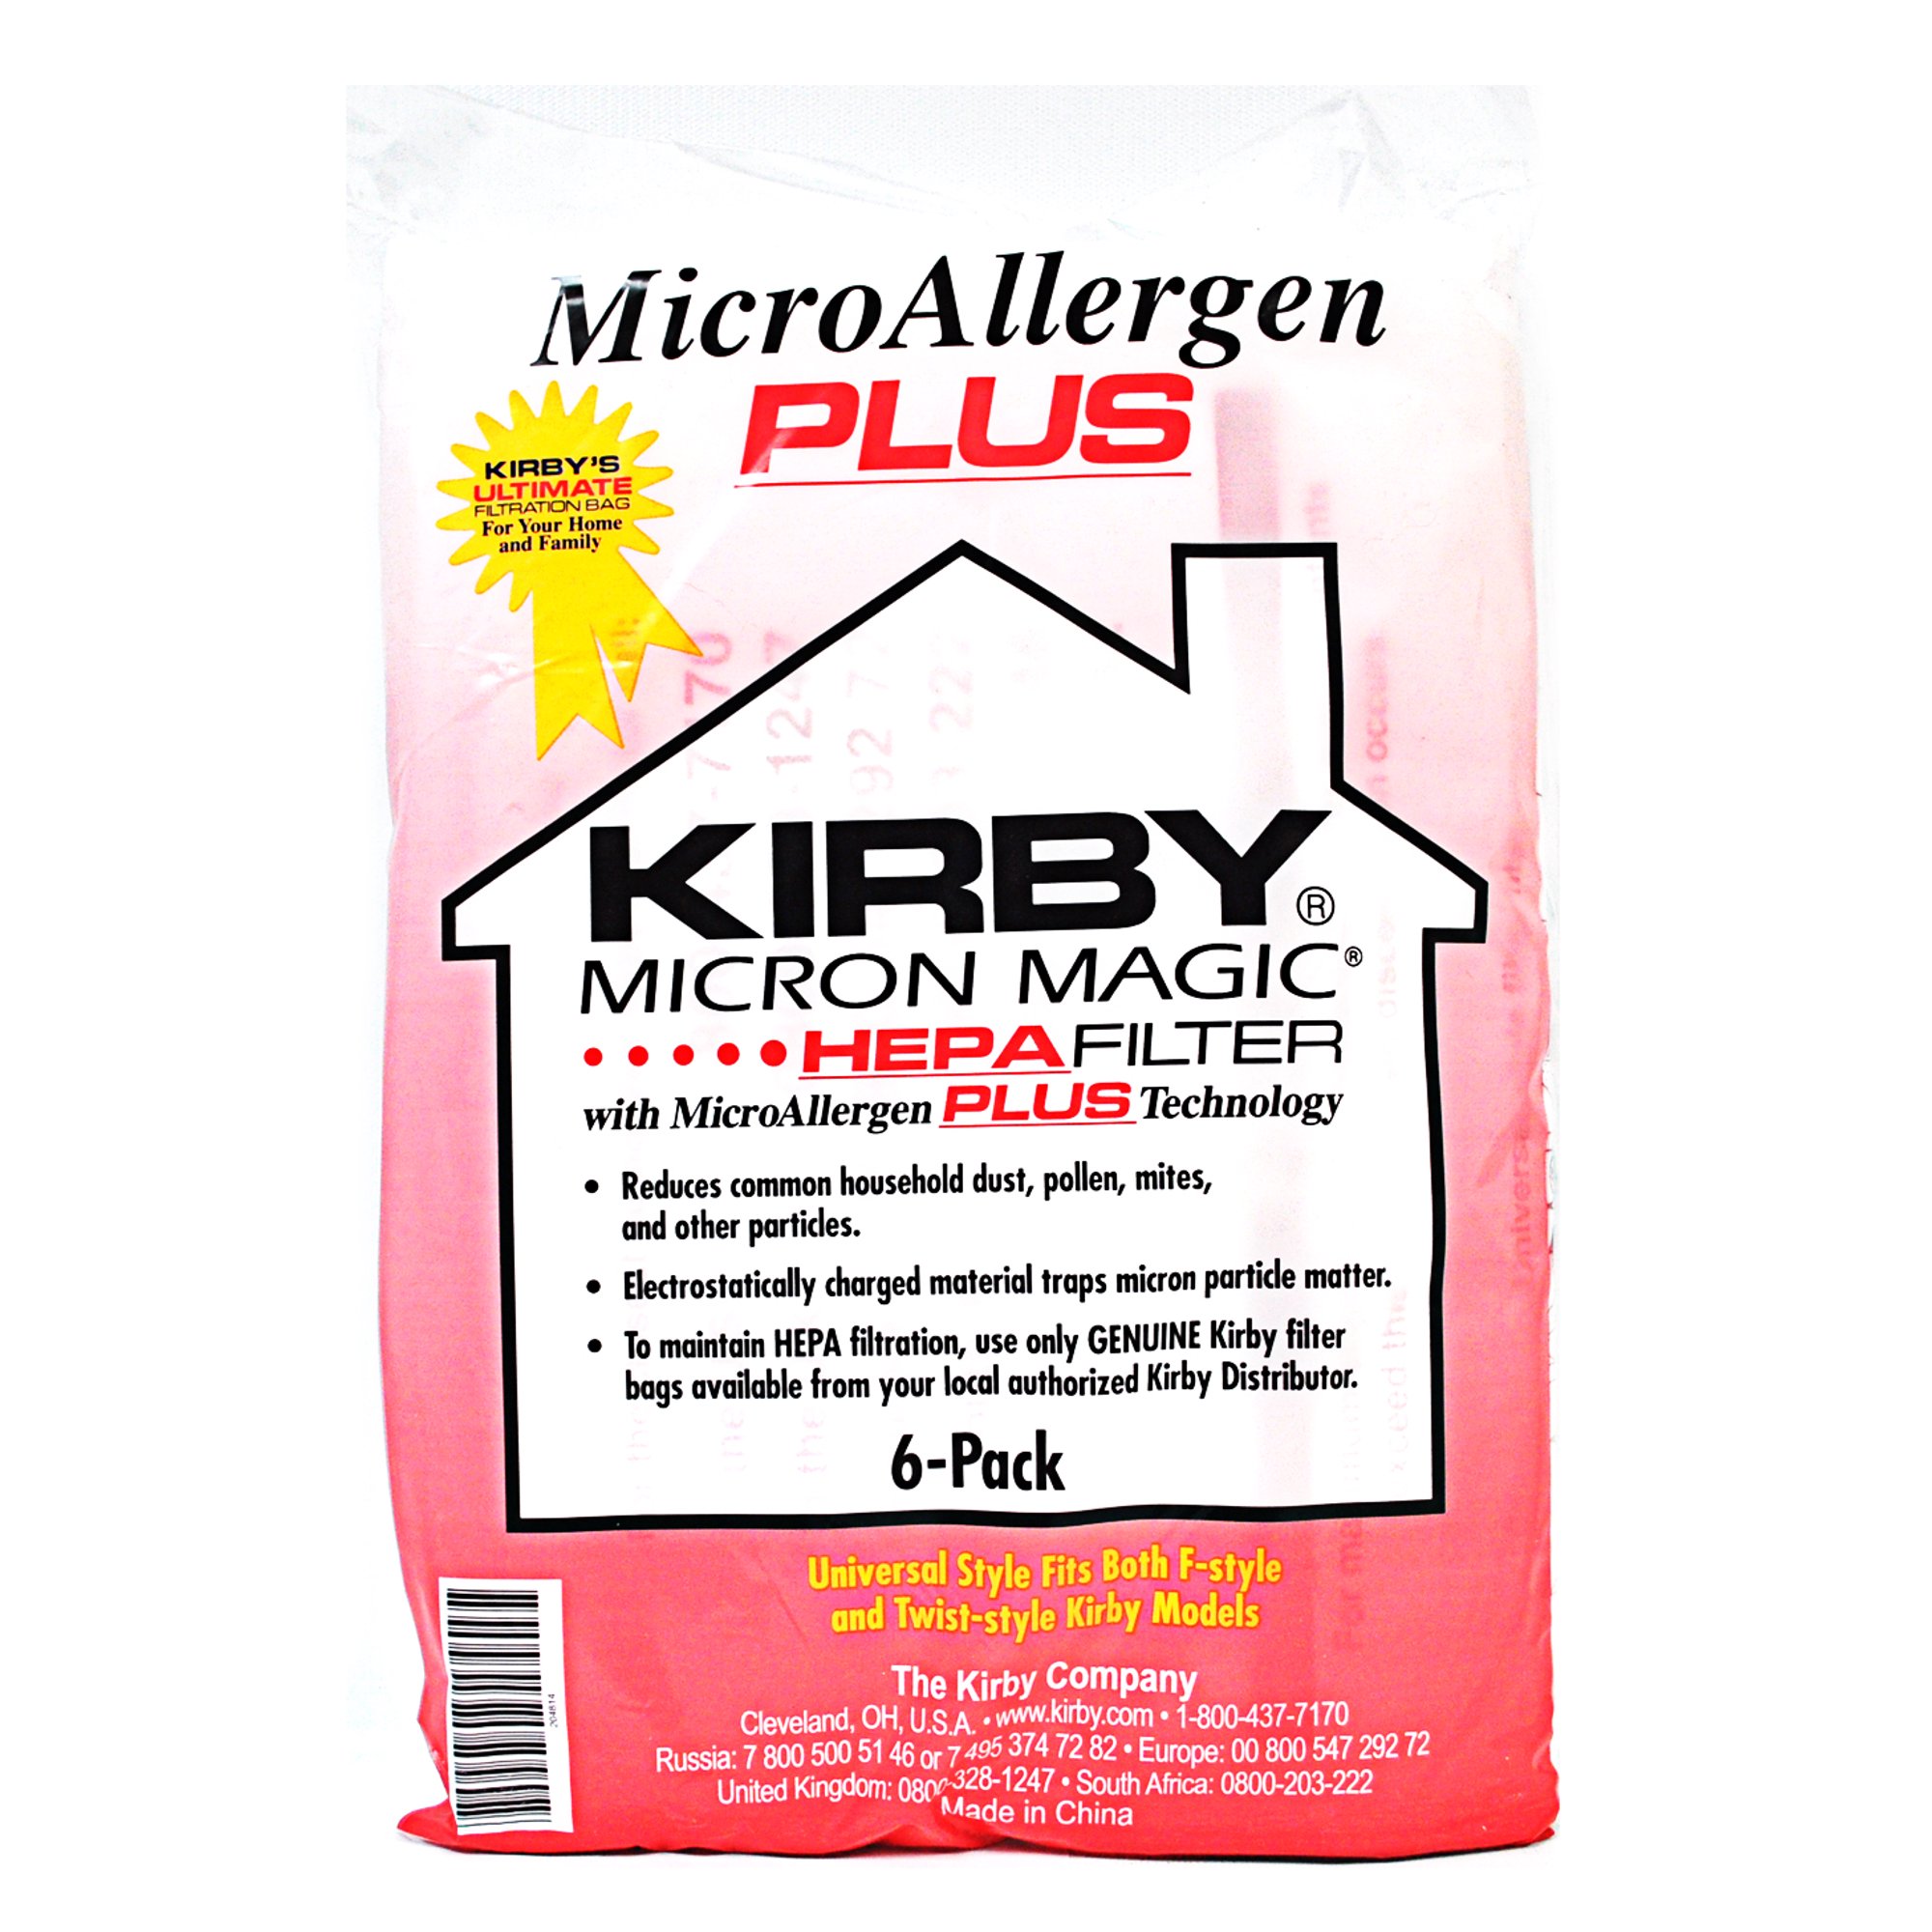 MicroAllergen
PLUS
KIRBY'S
ULTIMATE
FILTRATION BAG
For Your Home
and Family
KIRBY®
MICRON MAGIC®
HEPA FILTER
with MicroAllergen PLUS Technology
• Reduces common household dust, pollen, mites,
and other particles.
• Electrostatically charged material traps micron particle matter.
• To maintain HEPA filtration, use only GENUINE Kirby filter
bags available from your local authorized Kirby Distributor.
6-Pack
Universal Style Fits Both F-style
and Twist-style Kirby Models
204814
The Kirby Company
Cleveland, OH, U.S.A. • www.kirby.com • 1-800-437-7170
Russia: 7 800 500 51 46 or 7 495 374 72 82 • Europe: 00 800 547 292 72
United Kingdom: 0800-328-1247 • South Africa: 0800-203-222
Made in China